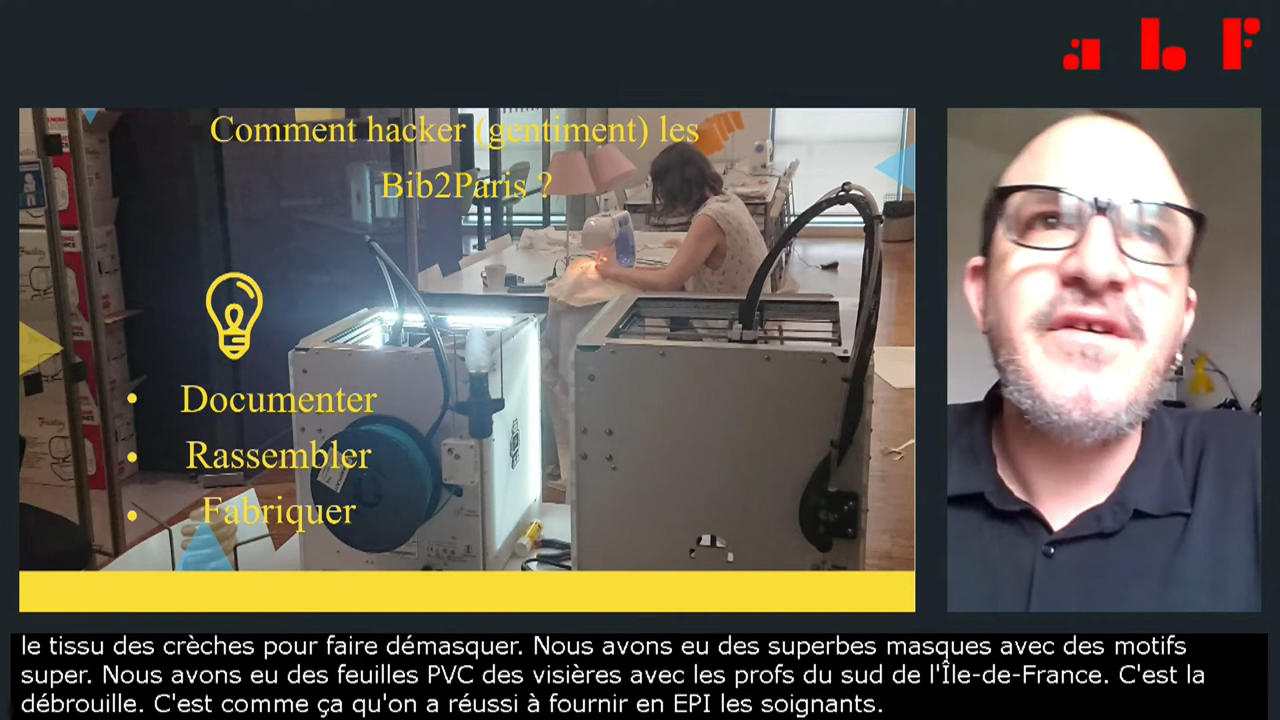 abF
Comment hacker (gentiment) les
Bib2Paris ?
• Documenter
• Rassembler
• Fabriquer
le tissu des crèches pour faire démasquer. Nous avons eu des superbes masques avec des motifs
super. Nous avons eu des feuilles PVC des visières avec les profs du sud de l'Île-de-France. C'est la
débrouille. C'est comme ça qu'on a réussi à fournir en EPI les soignants.